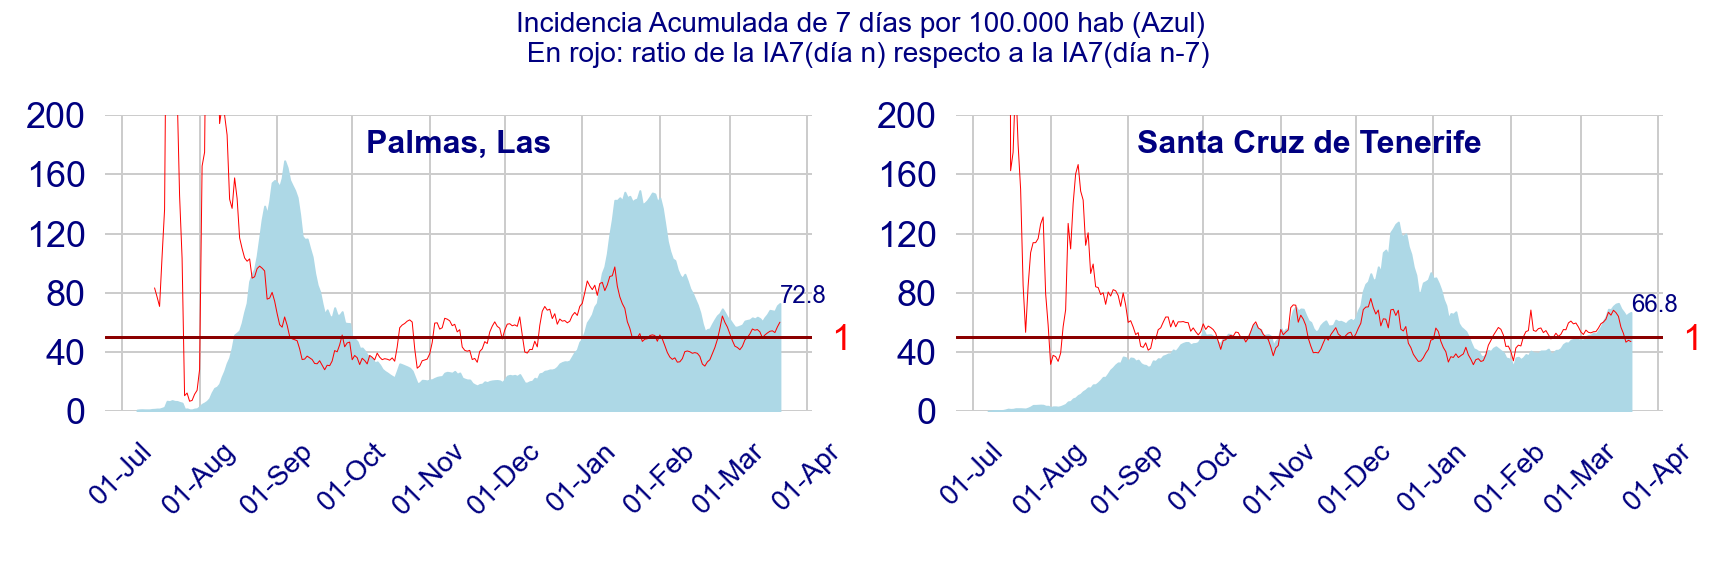 Incidencia Acumulada de 7 días por 100.000 hab (Azul)
En rojo: ratio de la IA7(día n) respecto a la IA7(día n-7)
Palmas, Las
200
160
120
80
40
0
72.8
1
01-Jul
01-Aug
01-Sep
01-Oct
01-Nov
01-Dec
01-Jan
01-Feb
01-Mar
01-Apr
Santa Cruz de Tenerife
200
160
120
80
40
0
66.8
1
01-Jul
01-Aug
01-Sep
01-Oct
01-Nov
01-Dec
01-Jan
01-Feb
01-Mar
01-Apr